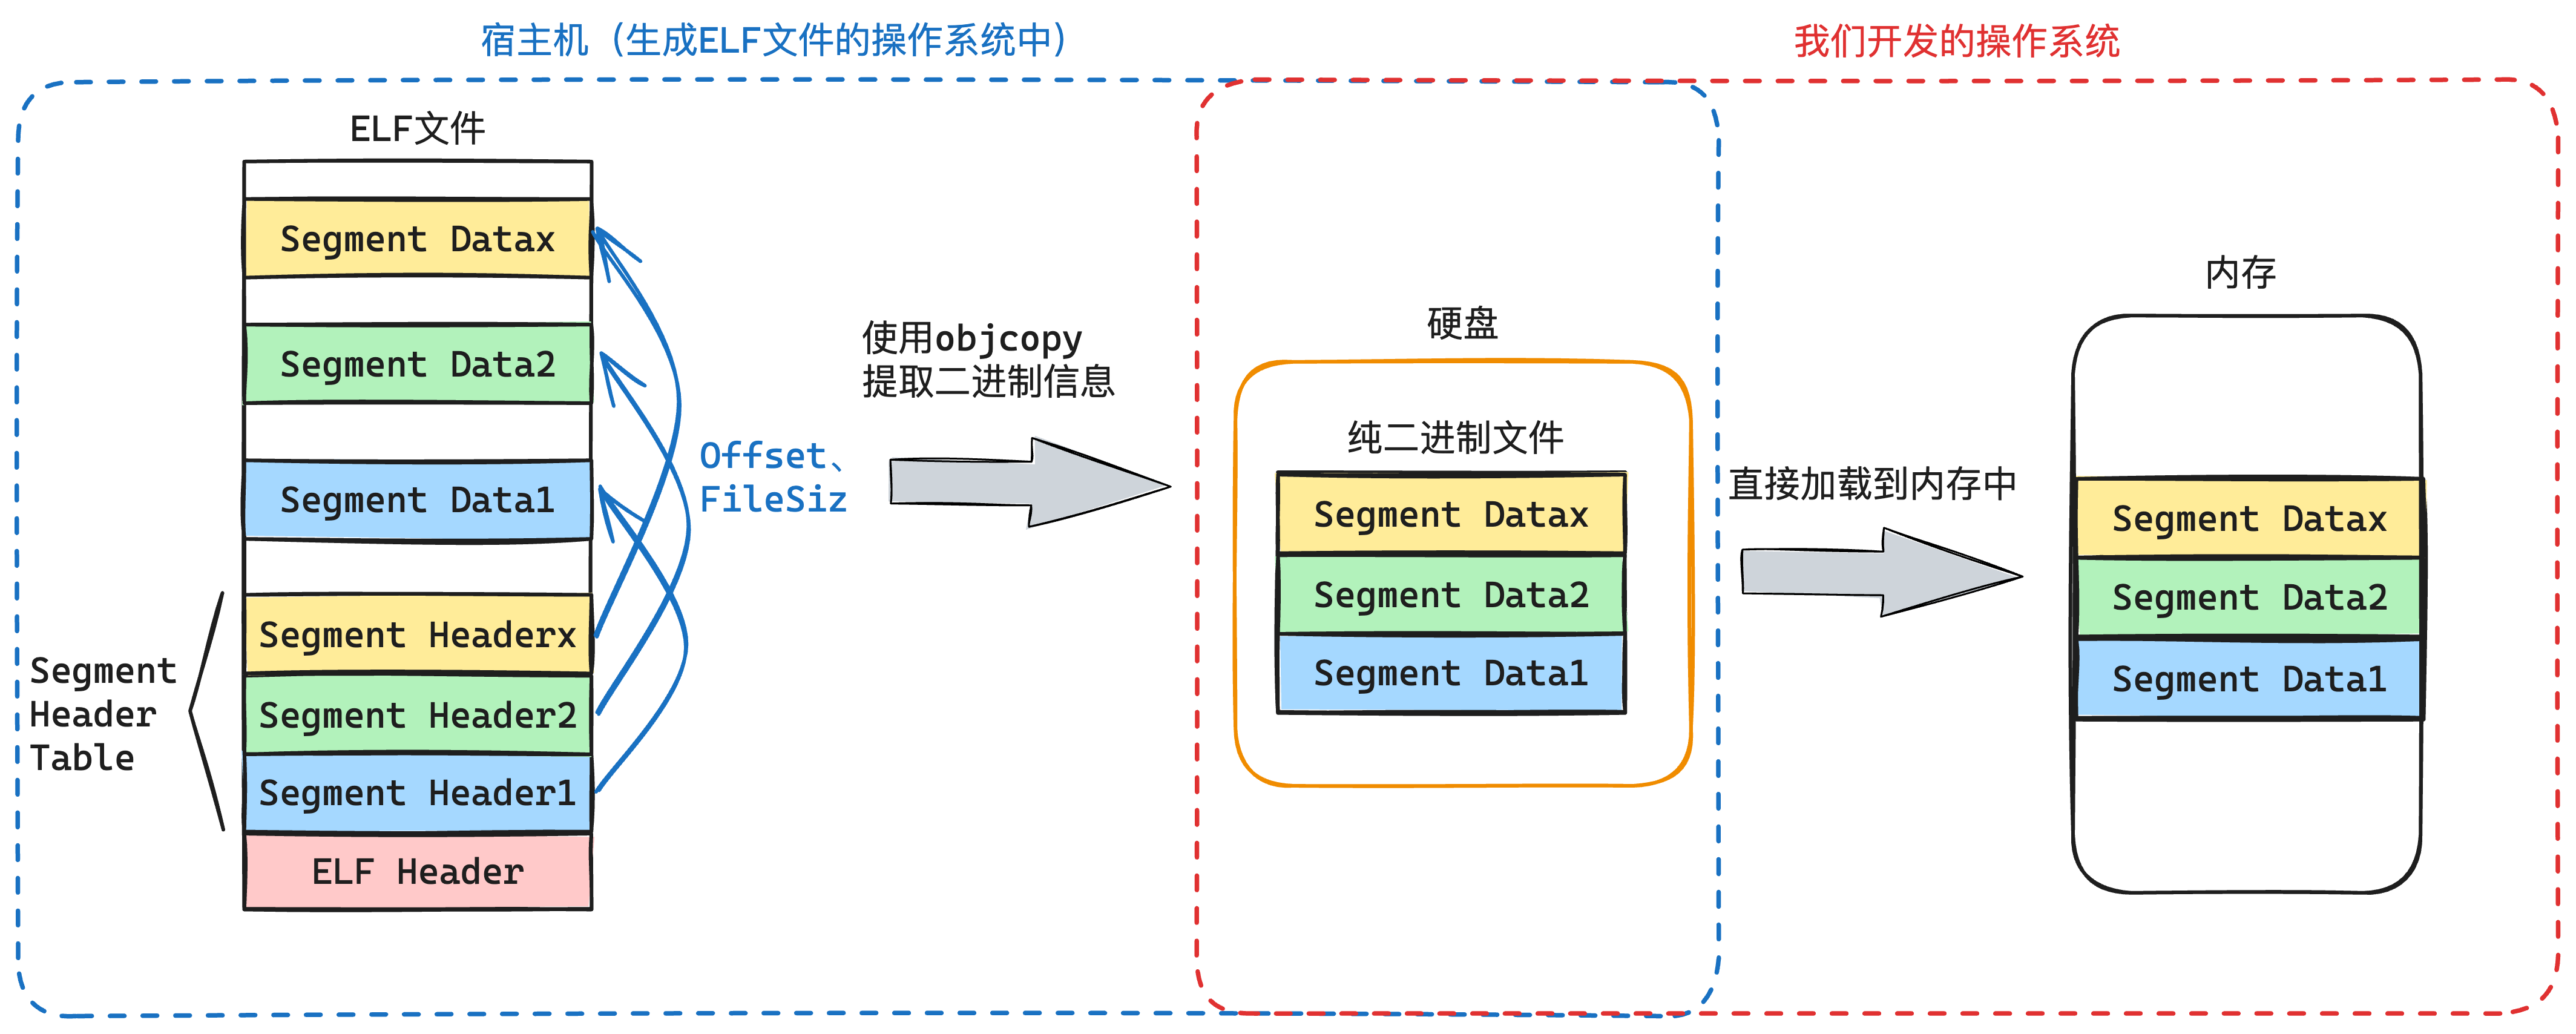 宿主机（生成ELF文件的操作系统中）
我们开发的操作系统
ELF文件
Segment Datax
Segment Data2
Segment Data1
Segment Headerx
Segment Header2
Segment Header1
ELF Header
Segment
Header
Table
Offset、
FileSiz
使用objcopy
提取二进制信息
硬盘
纯二进制文件
Segment Datax
Segment Data2
Segment Data1
直接加载到内存中
内存
Segment Datax
Segment Data2
Segment Data1